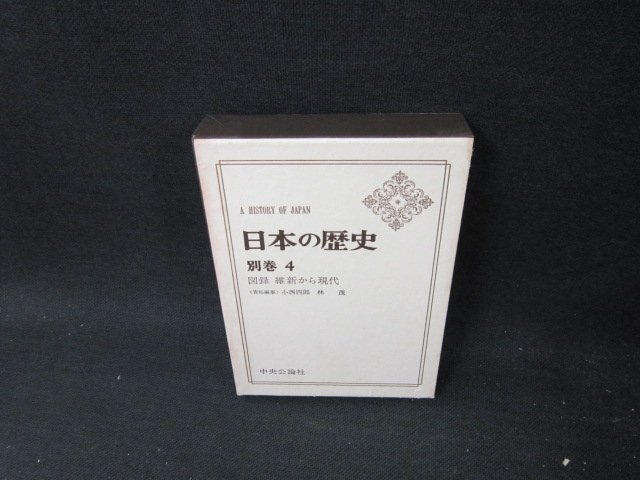 A HISTORY OF JAPAN
日本の歴史
別巻 4
図録 維新から現代
《責任編集》小西四郎 林 茂
中央公論社